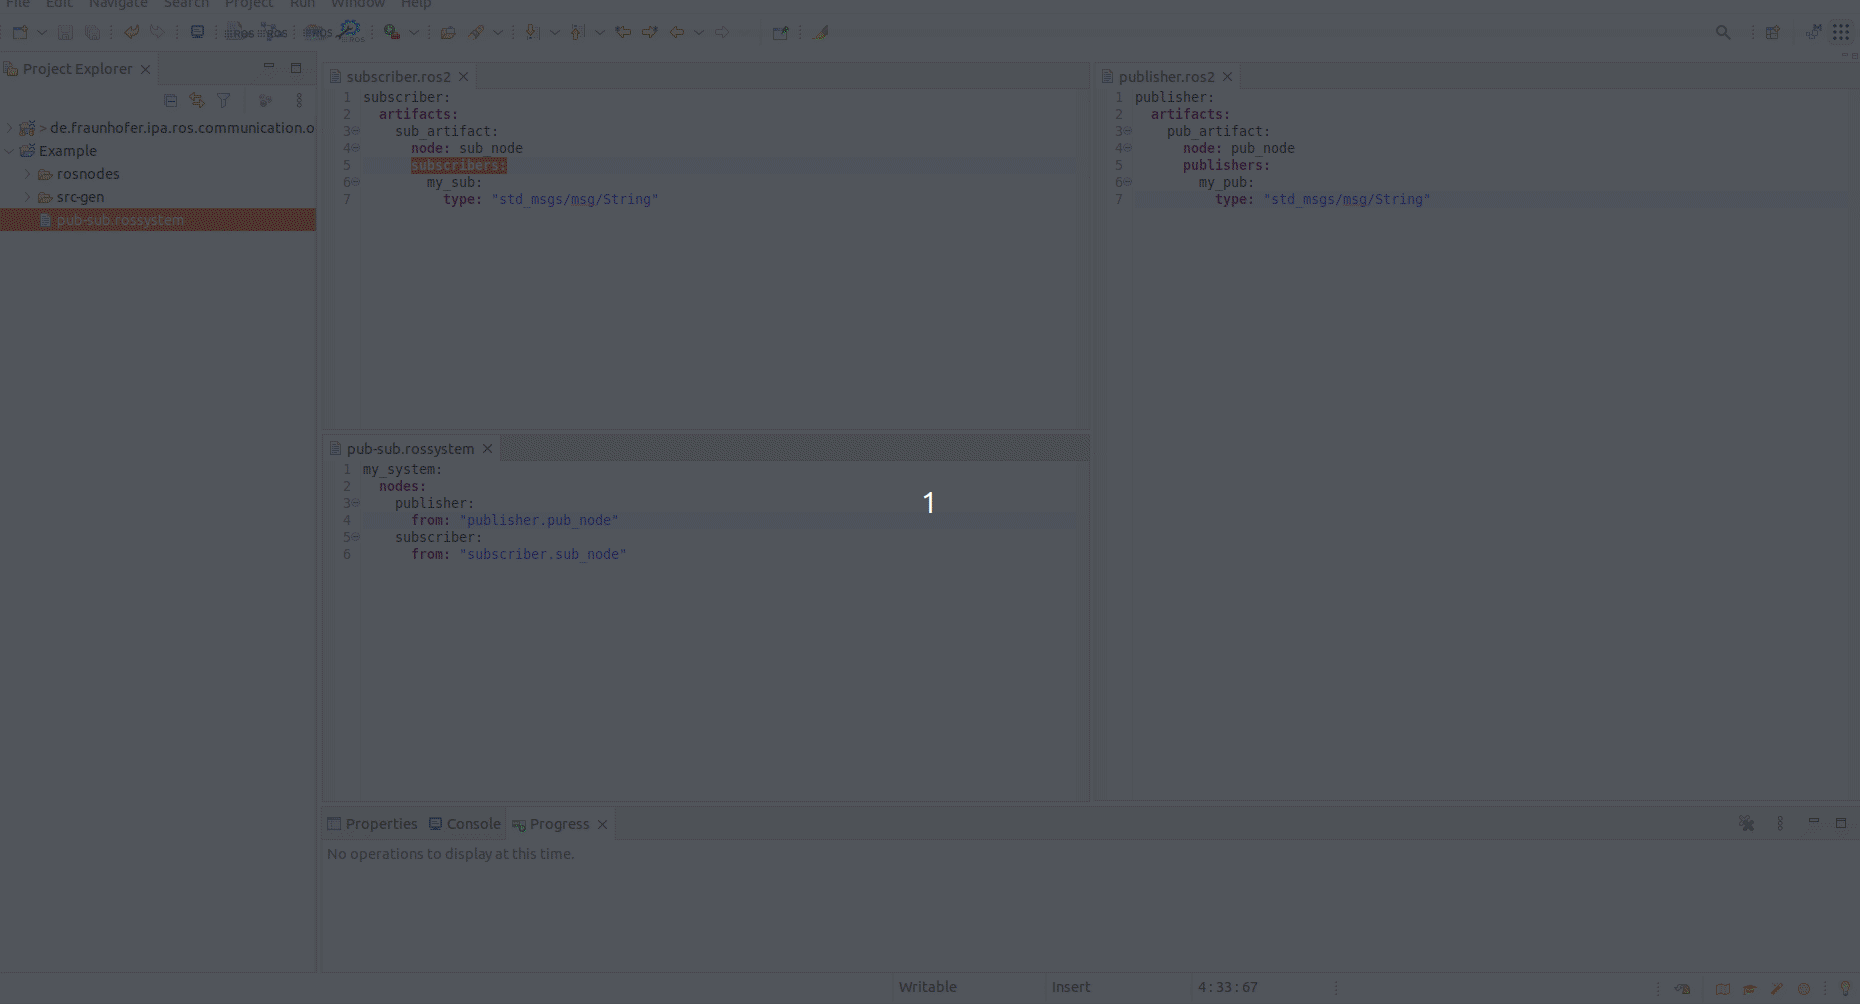 File Edit Navigate Search Project Run Window Help
Project Explorer
> de.fraunhofer.ipa.ros.communication.o
Example
rosnodes
src-gen
pub-sub.rossystem
subscriber.ros2
1 subscriber:
2 artifacts:
3 sub_artifact:
4 node: sub_node
5 subscribers:
6 my_sub:
7 type: "std_msgs/msg/String"
publisher.ros2
1 publisher:
2 artifacts:
3 pub_artifact:
4 node: pub_node
5 publishers:
6 my_pub:
7 type: "std_msgs/msg/String"
pub-sub.rossystem
1 my_system:
2 nodes:
3 publisher:
4 from: "publisher.pub_node"
5 subscriber:
6 from: "subscriber.sub_node"
1
Properties Console Progress
No operations to display at this time.
Writable Insert 4:33:67